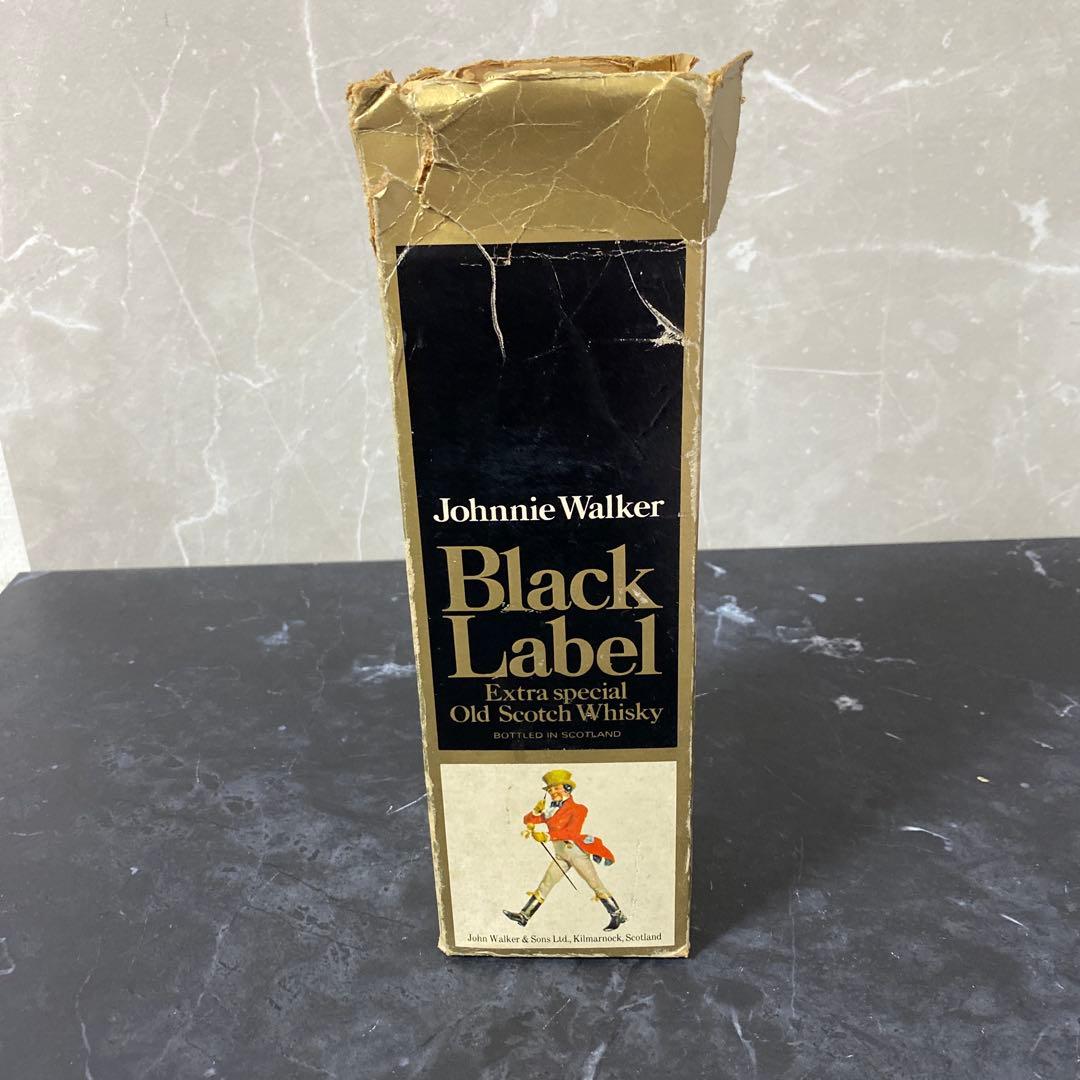 Johnnie Walker
Black
Label
Extra special
Old Scotch Whisky
BOTTLED IN SCOTLAND
John Walker & Sons Ltd., Kilmarnock, Scotland